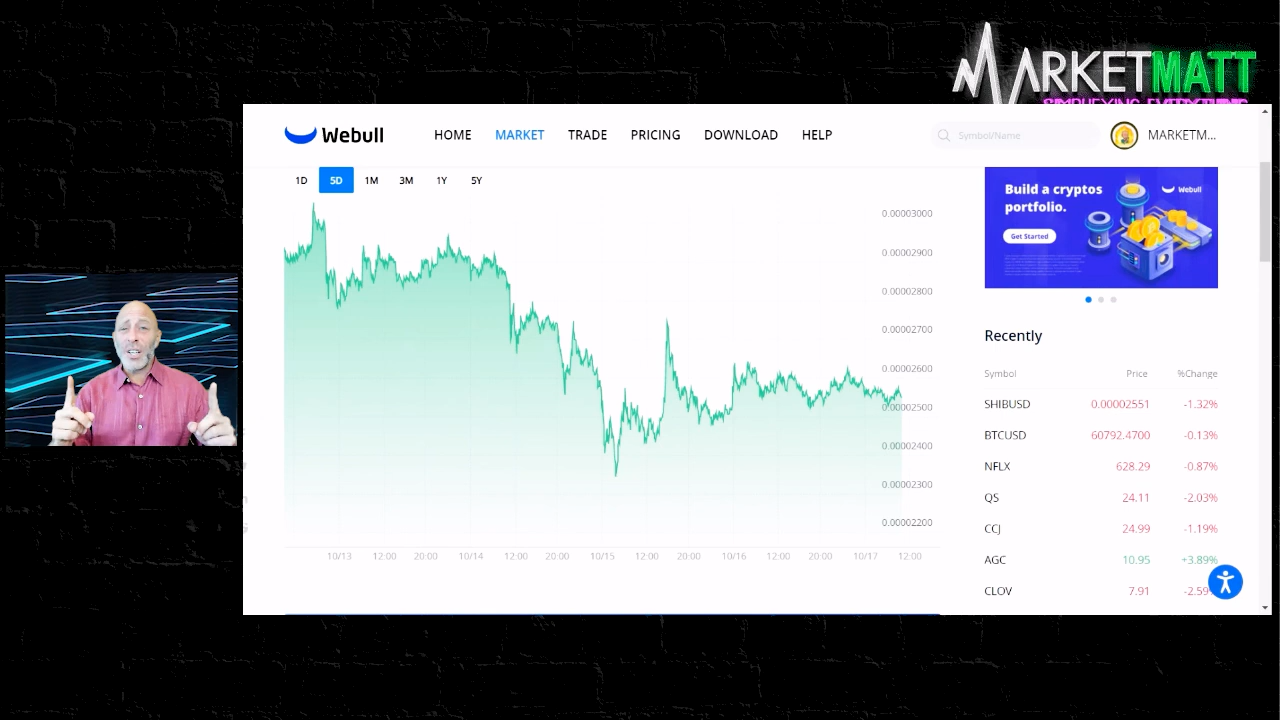 MARKETMATT
SIMPLIFYING EVERYTHING
Webull
HOME MARKET TRADE PRICING DOWNLOAD HELP
Symbol/Name
MARKETM...
1D 5D 1M 3M 1Y 5Y
0.00003000
0.00002900
0.00002800
0.00002700
0.00002600
0.00002500
0.00002400
0.00002300
0.00002200
10/13 12:00 20:00 10/14 12:00 20:00 10/15 12:00 20:00 10/16 12:00 20:00 10/17 12:00
Build a cryptos
portfolio.
Webull
Get Started
Recently
Symbol Price %Change
SHIBUSD 0.00002551 -1.32%
BTCUSD 60792.4700 -0.13%
NFLX 628.29 -0.87%
QS 24.11 -2.03%
CCJ 24.99 -1.19%
AGC 10.95 +3.89%
CLOV 7.91 -2.59